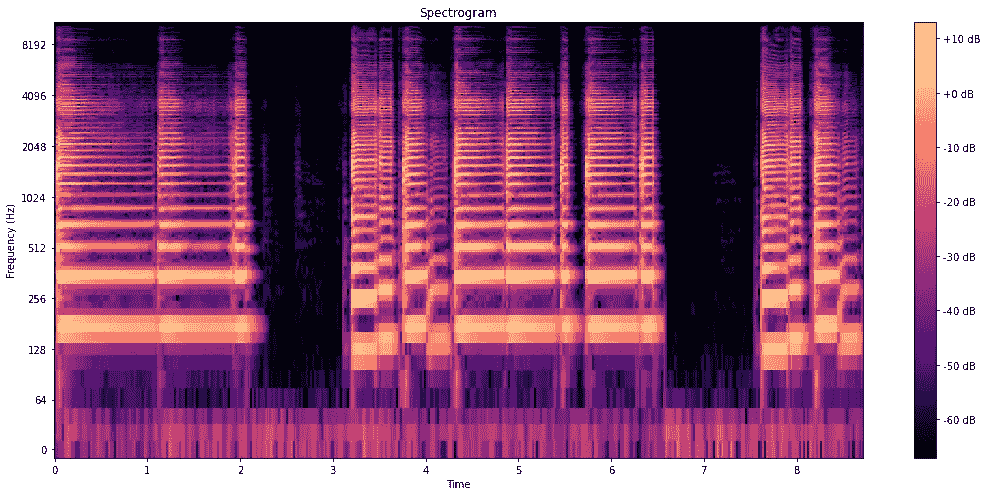 Spectrogram
Frequency (Hz)
8192
4096
2048
1024
512
256
128
64
0
0 1 2 3 4 5 6 7 8
Time
+10 dB
+0 dB
-10 dB
-20 dB
-30 dB
-40 dB
-50 dB
-60 dB